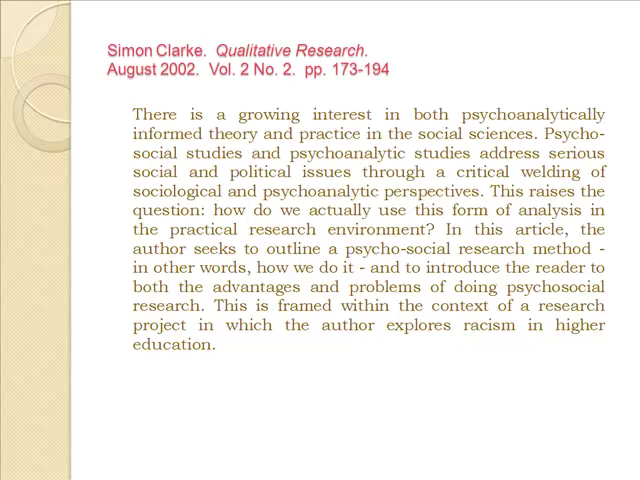 Simon Clarke.  Qualitative Research.
August 2002.  Vol. 2 No. 2.  pp. 173-194
There is a growing interest in both psychoanalytically
informed theory and practice in the social sciences. Psycho-
social studies and psychoanalytic studies address serious
social and political issues through a critical welding of
sociological and psychoanalytic perspectives. This raises the
question: how do we actually use this form of analysis in
the practical research environment? In this article, the
author seeks to outline a psycho-social research method -
in other words, how we do it - and to introduce the reader to
both the advantages and problems of doing psychosocial
research. This is framed within the context of a research
project in which the author explores racism in higher
education.